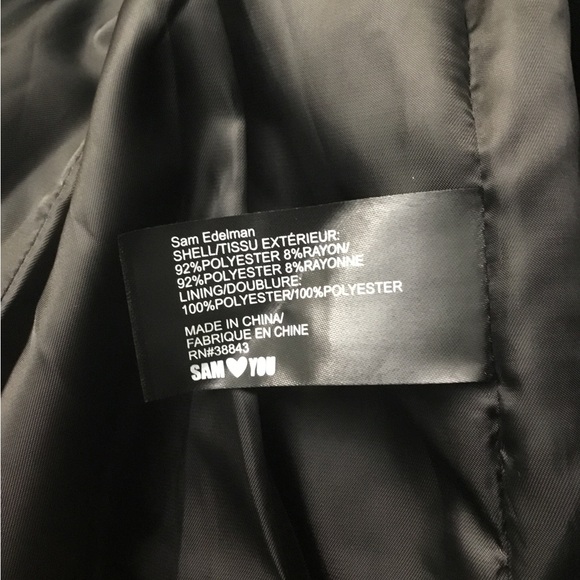 Sam Edelman
SHELL/TISSU EXTÉRIEUR:
92%POLYESTER 8%RAYON/
92%POLYESTER 8%RAYONNE
LINING/DOUBLURE:
100%POLYESTER/100%POLYESTER
MADE IN CHINA/
FABRIQUE EN CHINE
RN#38843
SAM♥YOU